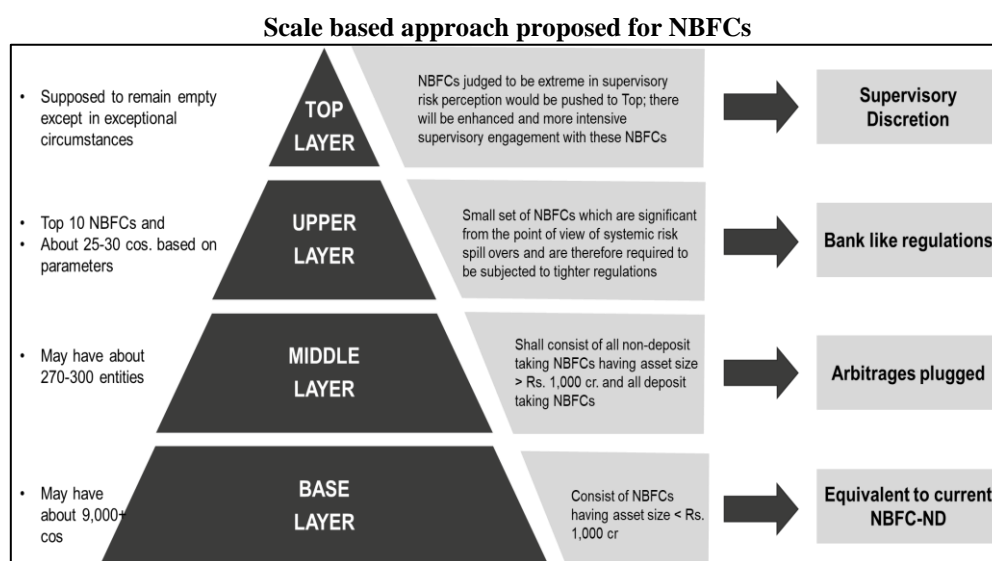 Scale based approach proposed for NBFCs
• Supposed to remain empty
except in exceptional
circumstances
TOP
LAYER
NBFCs judged to be extreme in supervisory
risk perception would be pushed to Top; there
will be enhanced and more intensive
supervisory engagement with these NBFCs
Supervisory
Discretion
• Top 10 NBFCs and
• About 25-30 cos. based on
parameters
UPPER
LAYER
Small set of NBFCs which are significant
from the point of view of systemic risk
spill overs and are therefore required to
be subjected to tighter regulations
Bank like regulations
• May have about
270-300 entities
MIDDLE
LAYER
Shall consist of all non-deposit
taking NBFCs having asset size
> Rs. 1,000 cr. and all deposit
taking NBFCs
Arbitrages plugged
• May have
about 9,000+
cos
BASE
LAYER
Consist of NBFCs
having asset size < Rs.
1,000 cr
Equivalent to current
NBFC-ND